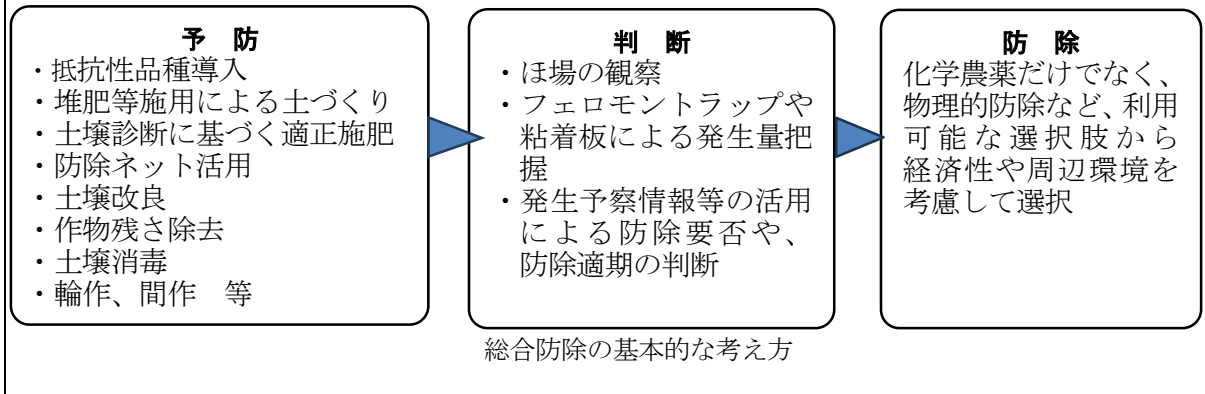 予 防
・抵抗性品種導入
・堆肥等施用による土づくり
・土壌診断に基づく適正施肥
・防除ネット活用
・土壌改良
・作物残さ除去
・土壌消毒
・輪作、間作 等
判 断
・ほ場の観察
・フェロモントラップや
粘着板による発生量把
握
・発生予察情報等の活用
による防除要否や、
防除適期の判断
防 除
化学農薬だけでなく、
物理的防除など、利用
可能な選択肢から
経済性や周辺環境を
考慮して選択
総合防除の基本的な考え方